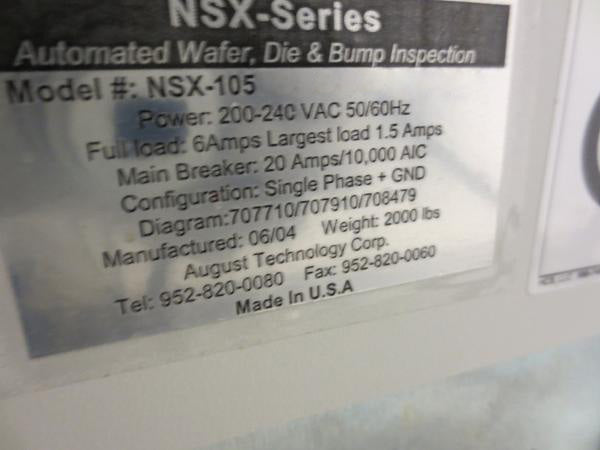 NSX-Series
Automated Wafer, Die & Bump Inspection
Model #: NSX-105
Power: 200-240 VAC 50/60Hz
Full load: 6Amps Largest load 1.5 Amps
Main Breaker: 20 Amps/10,000 AIC
Configuration: Single Phase + GND
Diagram:707710/707910/708479
Manufactured: 06/04 Weight: 2000 lbs
August Technology Corp.
Tel: 952-820-0080 Fax: 952-820-0060
Made In U.S.A